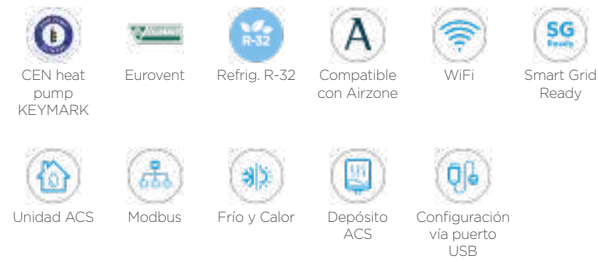 R-32
A
SG
Ready
CEN heat
pump
KEYMARK
Eurovent
Refrig. R-32
Compatible
con Airzone
WiFi
Smart Grid
Ready
Unidad ACS
Modbus
Frío y Calor
Depósito
ACS
Configuración
vía puerto
USB